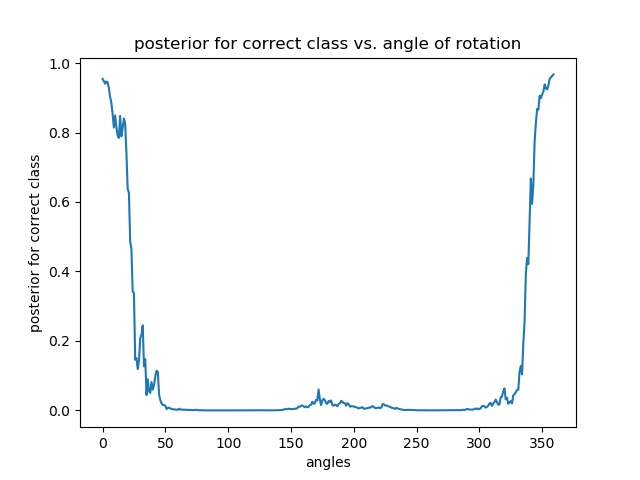 posterior for correct class vs. angle of rotation
1.0
0.8
0.6
0.4
0.2
0.0
posterior for correct class
0 50 100 150 200 250 300 350
angles